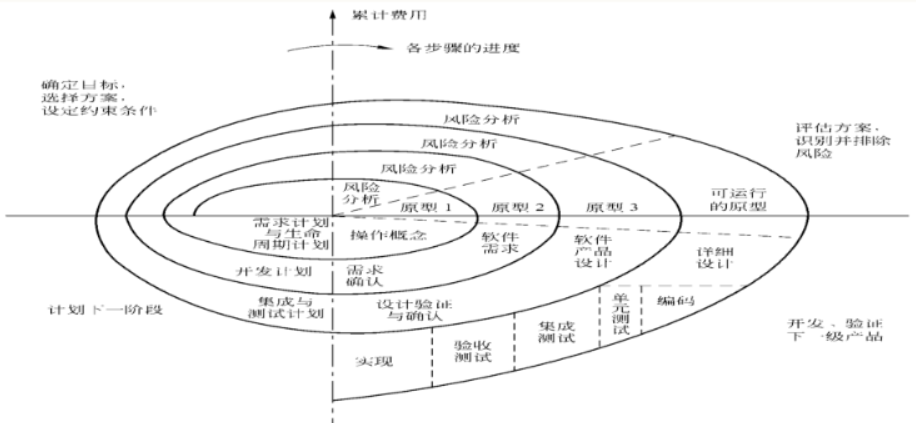 累计费用
各步骤的进度
确定目标，
选择方案，
设定约束条件
风险分析
风险分析
风险分析
风险
分析
评估方案，
识别并排除
风险
原型 1
原型 2
原型 3
可运行
的原型
需求计划
与生命
周期计划
操作概念
软件
需求
软件
产品
设计
详细
设计
开发计划
需求
确认
计划下一阶段
集成与
测试计划
设计验证
与确认
单
元
测
试
编码
实现
验收
测试
集成
测试
开发、验证
下一级产品